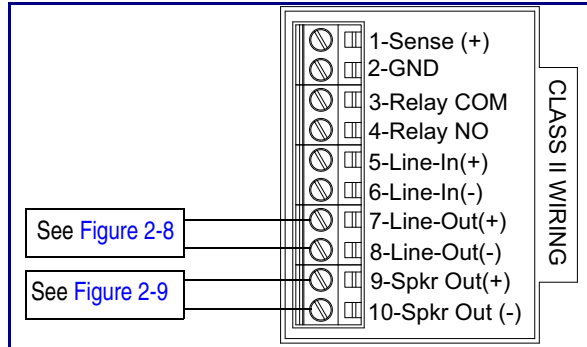 1-Sense (+)
2-GND
3-Relay COM
4-Relay NO
5-Line-In(+)
6-Line-In(-)
7-Line-Out(+)
8-Line-Out(-)
9-Spkr Out(+)
10-Spkr Out (-)
CLASS II WIRING
See Figure 2-8
See Figure 2-9